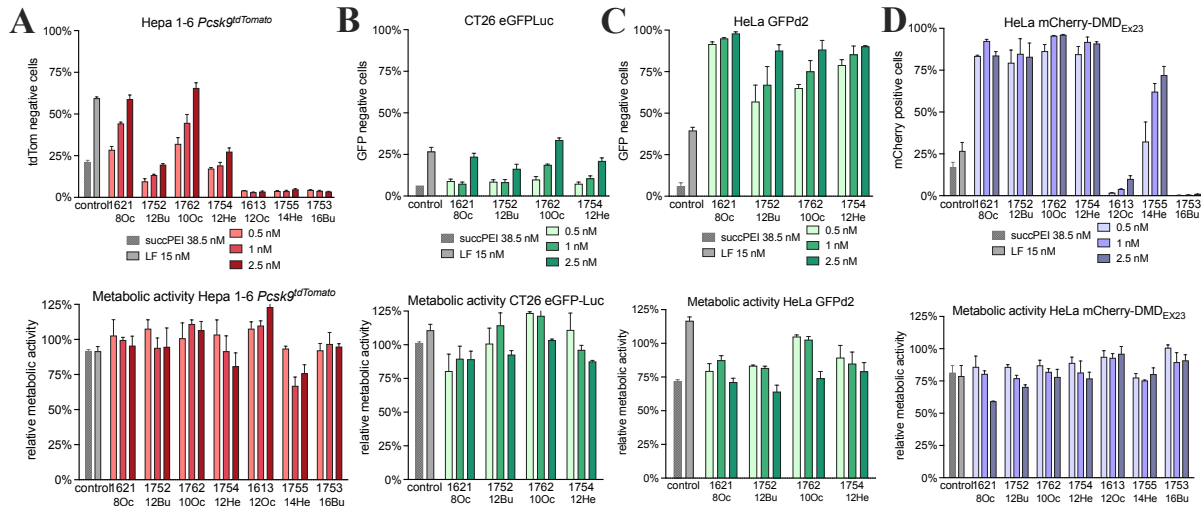 A
Hepa 1-6 Pcsk9tdTomato
tdTom negative cells
100%
75%
50%
25%
0%
control 1621 1752 1762 1754 1613 1755 1753
8Oc 12Bu 10Oc 12He 12Oc 14He 16Bu
succPEI 38.5 nM
LF 15 nM
0.5 nM
1 nM
2.5 nM
B
CT26 eGFPLuc
GFP negative cells
100%
75%
50%
25%
0%
control 1621 1752 1762 1754
8Oc 12Bu 10Oc 12He
succPEI 38.5 nM
LF 15 nM
0.5 nM
1 nM
2.5 nM
C
HeLa GFPd2
GFP negative cells
100%
75%
50%
25%
0%
control 1621 1752 1762 1754
8Oc 12Bu 10Oc 12He
succPEI 38.5 nM
LF 15 nM
0.5 nM
1 nM
2.5 nM
D
HeLa mCherry-DMDEx23
mCherry positive cells
100%
75%
50%
25%
0%
control 1621 1752 1762 1754 1613 1755 1753
8Oc 12Bu 10Oc 12He 12Oc 14He 16Bu
succPEI 38.5 nM
LF 15 nM
0.5 nM
1 nM
2.5 nM
Metabolic activity Hepa 1-6 Pcsk9tdTomato
relative metabolic activity
125%
100%
75%
50%
25%
0%
control 1621 1752 1762 1754 1613 1755 1753
8Oc 12Bu 10Oc 12He 12Oc 14He 16Bu
Metabolic activity CT26 eGFP-Luc
relative metabolic activity
125%
100%
75%
50%
25%
0%
control 1621 1752 1762 1754
8Oc 12Bu 10Oc 12He
Metabolic activity HeLa GFPd2
relative metabolic activity
125%
100%
75%
50%
25%
0%
control 1621 1752 1762 1754
8Oc 12Bu 10Oc 12He
Metabolic activity HeLa mCherry-DMDEX23
relative metabolic activity
125%
100%
75%
50%
25%
0%
control 1621 1752 1762 1754 1613 1755 1753
8Oc 12Bu 10Oc 12He 12Oc 14He 16Bu